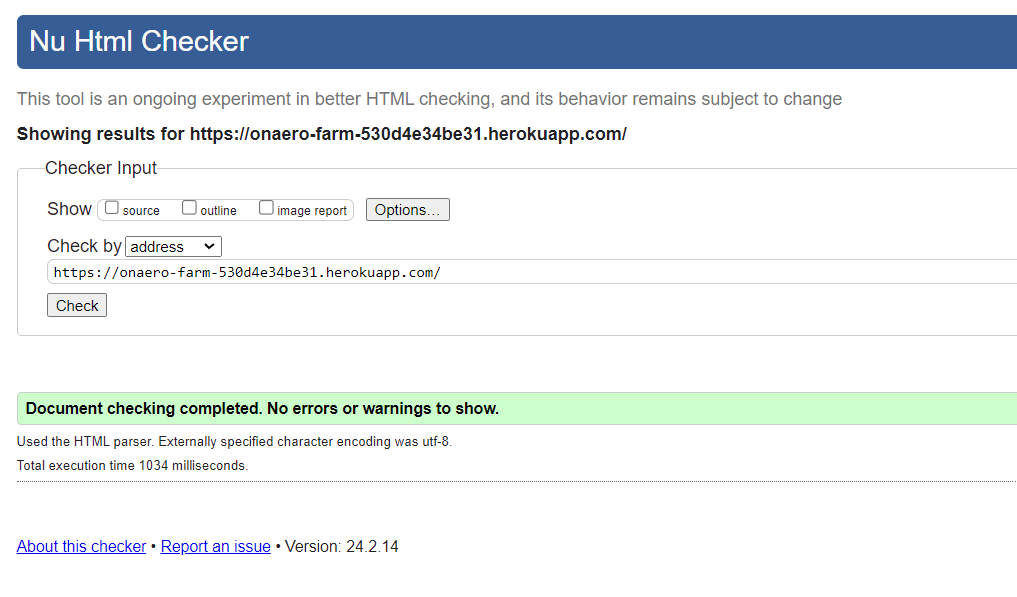 Nu Html Checker
This tool is an ongoing experiment in better HTML checking, and its behavior remains subject to change
Showing results for https://onaero-farm-530d4e34be31.herokuapp.com/
Checker Input
Show source outline image report Options...
Check by address
https://onaero-farm-530d4e34be31.herokuapp.com/
Check
Document checking completed. No errors or warnings to show.
Used the HTML parser. Externally specified character encoding was utf-8.
Total execution time 1034 milliseconds.
About this checker • Report an issue • Version: 24.2.14